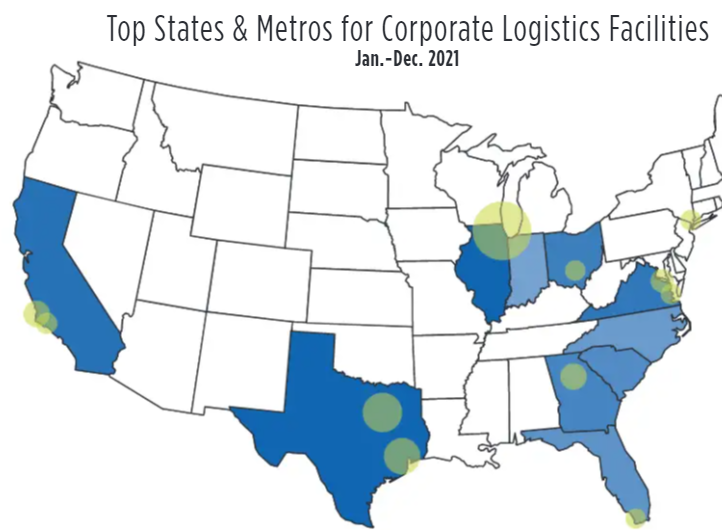 Top States & Metros for Corporate Logistics Facilities
Jan.-Dec. 2021